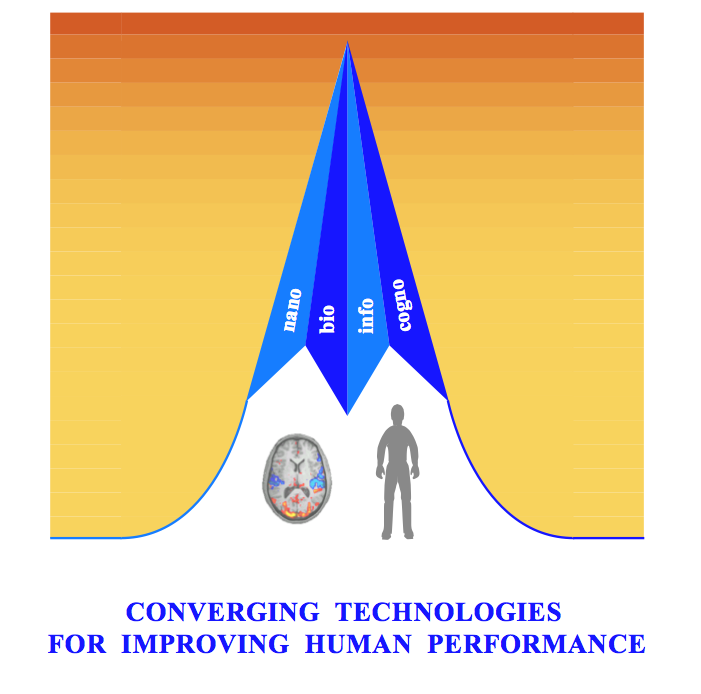 nano
bio
info
cogno
CONVERGING TECHNOLOGIES
FOR IMPROVING HUMAN PERFORMANCE